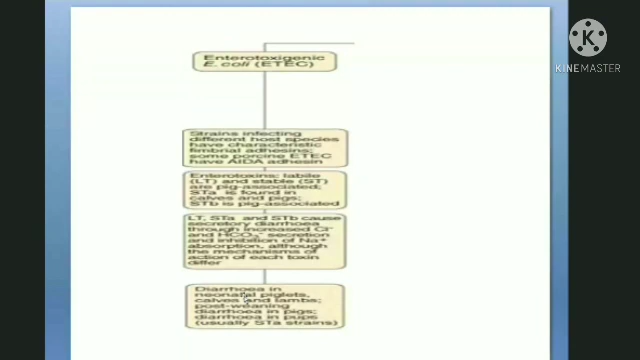 Enterotoxigenic
E. coli (ETEC)
Strains infecting
different host species
have characteristic
fimbrial adhesins;
some porcine ETEC
have AIDA adhesin
Enterotoxins: labile
(LT) and stable (ST)
are pig-associated;
STa is found in
calves and pigs;
STb is pig-associated
LT, STa and STb cause
secretory diarrhoea
through increased Cl⁻
and HCO₃⁻ secretion
and inhibition of Na⁺
absorption, although
the mechanisms of
action of each toxin
differ
Diarrhoea in
neonatal piglets,
calves and lambs;
post-weaning
diarrhoea in pigs;
diarrhoea in pups
(usually STa strains)
KINEMASTER